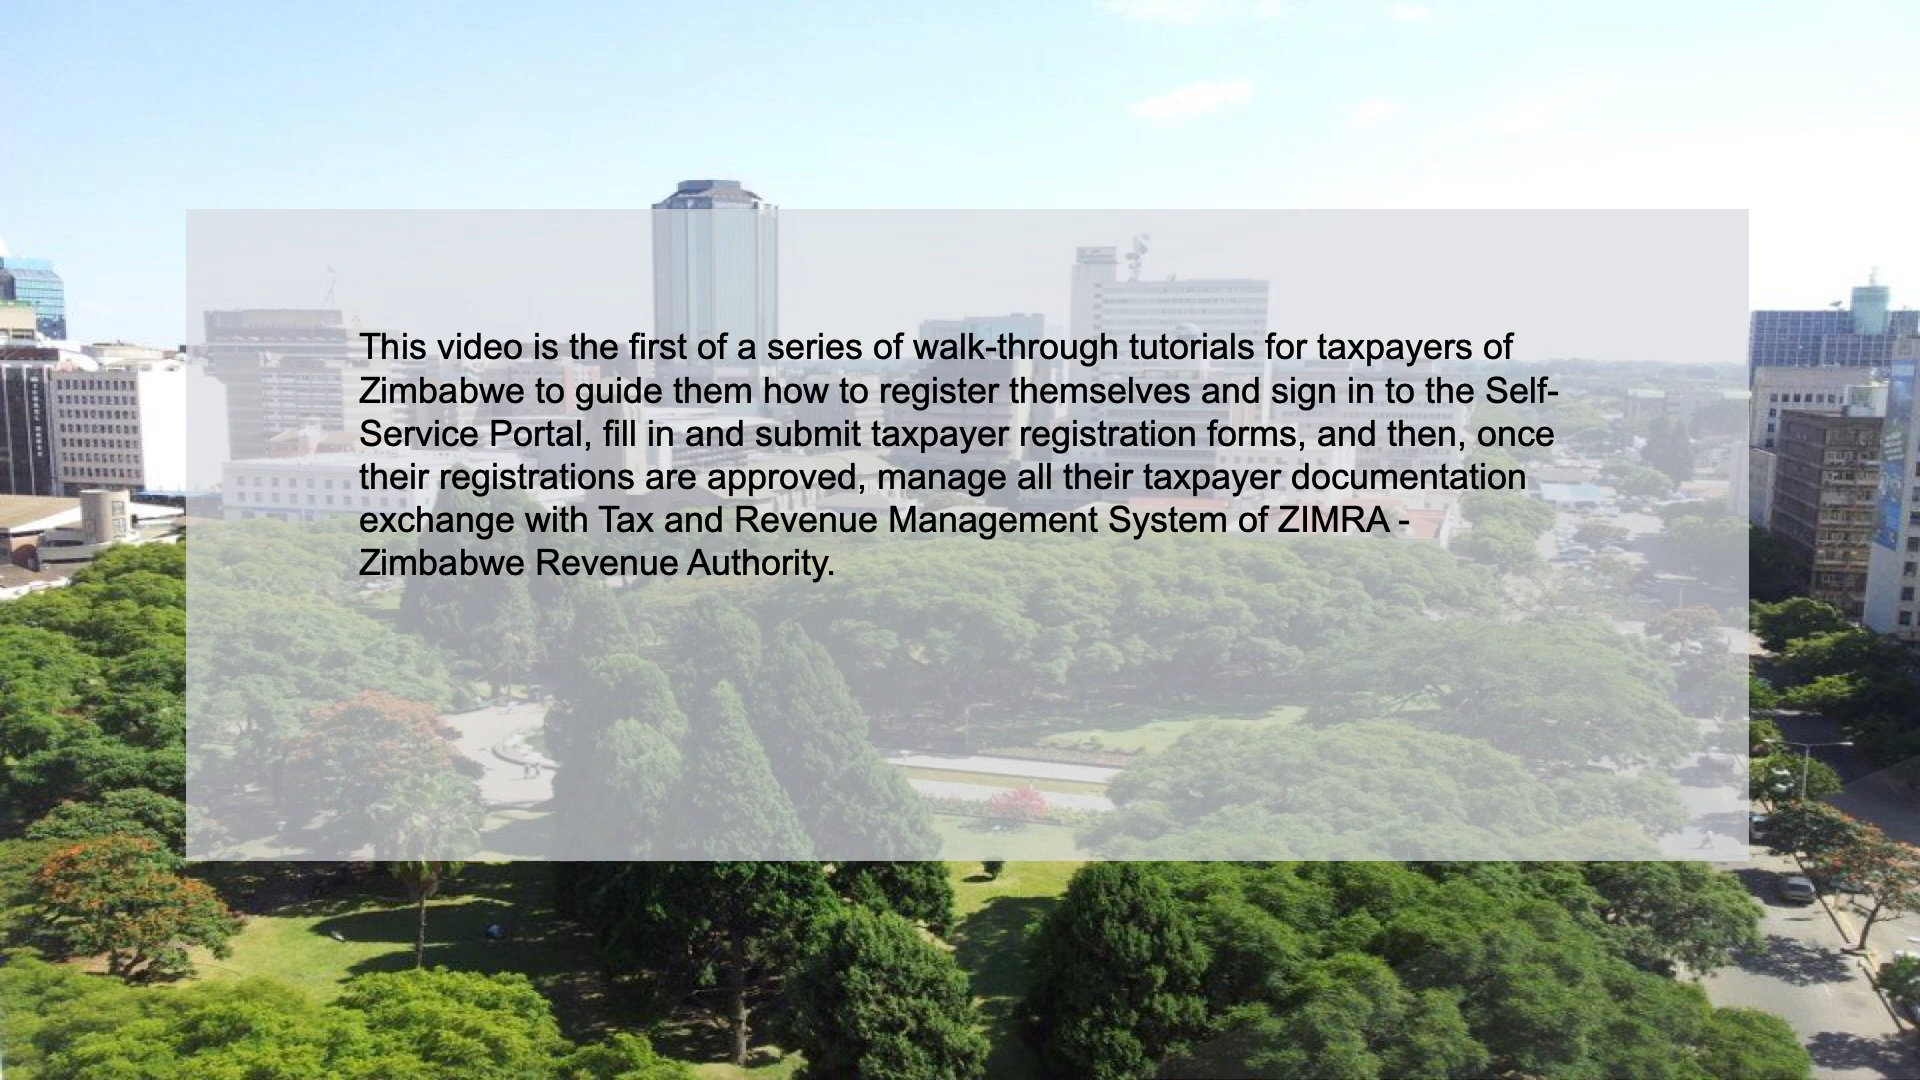 This video is the first of a series of walk-through tutorials for taxpayers of
Zimbabwe to guide them how to register themselves and sign in to the Self-
Service Portal, fill in and submit taxpayer registration forms, and then, once
their registrations are approved, manage all their taxpayer documentation
exchange with Tax and Revenue Management System of ZIMRA -
Zimbabwe Revenue Authority.